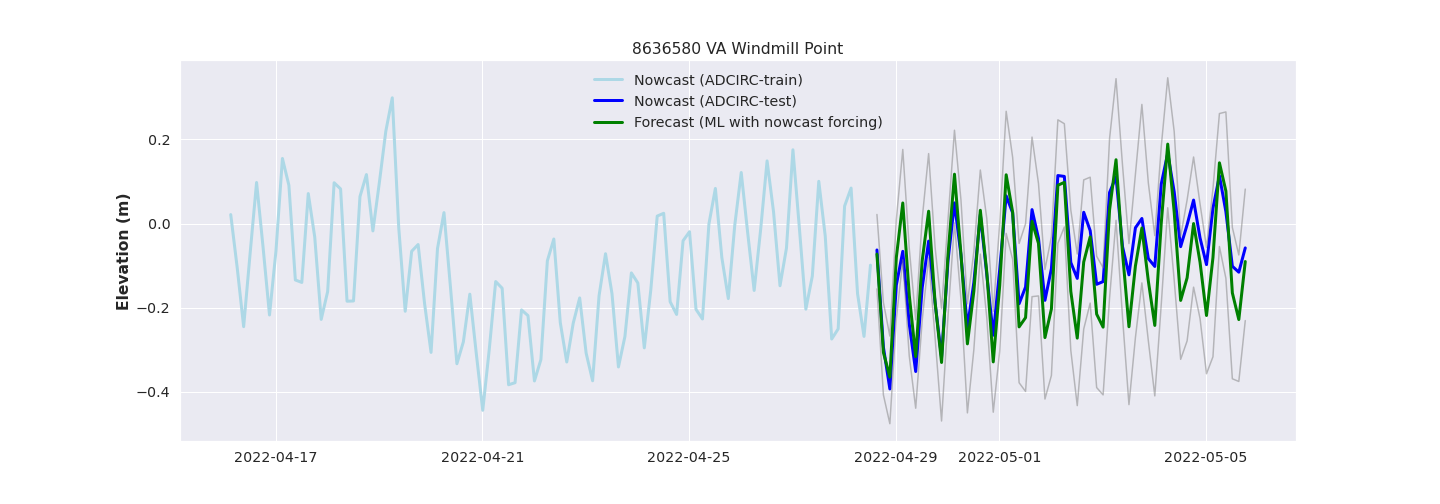 8636580 VA Windmill Point
Nowcast (ADCIRC-train)
Nowcast (ADCIRC-test)
Forecast (ML with nowcast forcing)
Elevation (m)
0.2
0.0
−0.2
−0.4
2022-04-17
2022-04-21
2022-04-25
2022-04-29
2022-05-01
2022-05-05